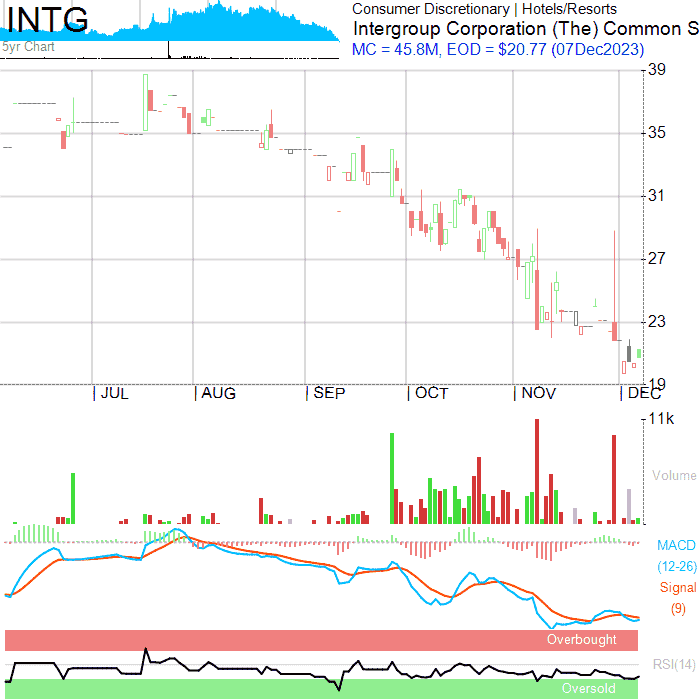 INTG
5yr Chart
Consumer Discretionary | Hotels/Resorts
Intergroup Corporation (The) Common S
MC = 45.8M, EOD = $20.77 (07Dec2023)
39
35
31
27
23
19
| JUL | AUG | SEP | OCT | NOV | DEC
11k
Volume
MACD
(12-26)
Signal
(9)
Overbought
RSI(14)
Oversold